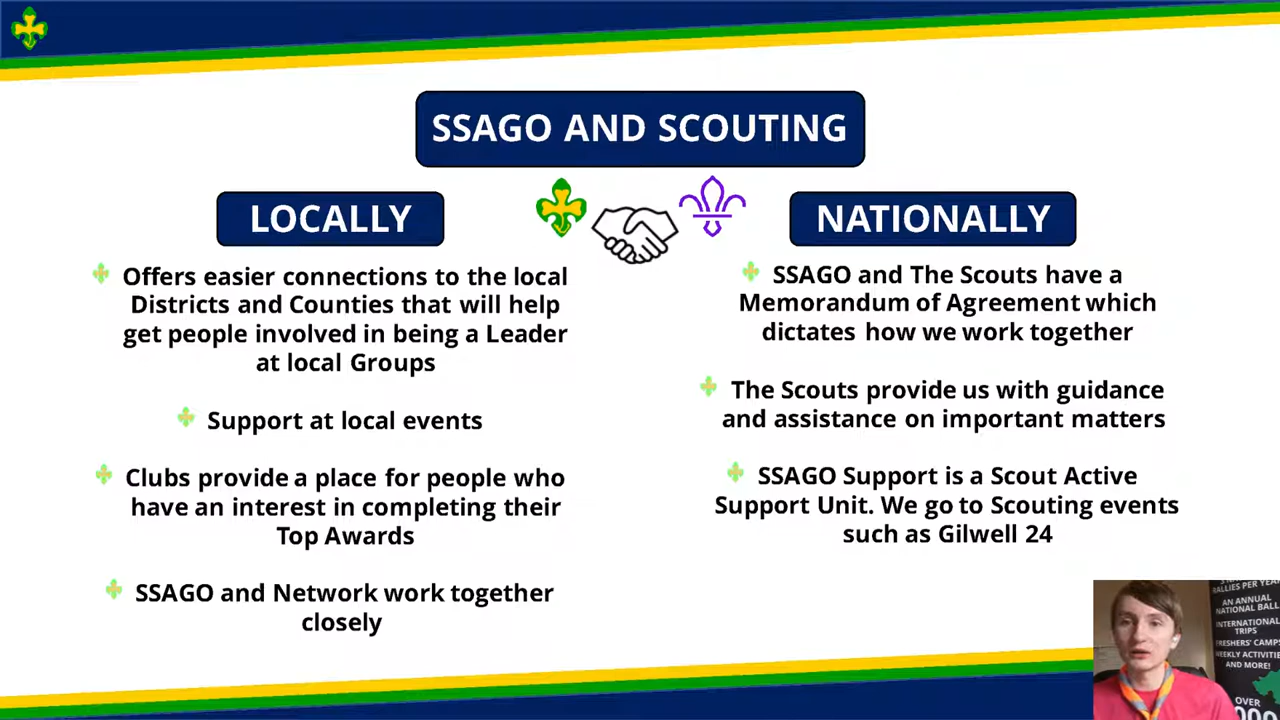 SSAGO AND SCOUTING
LOCALLY
Offers easier connections to the local
Districts and Counties that will help
get people involved in being a Leader
at local Groups
Support at local events
Clubs provide a place for people who
have an interest in completing their
Top Awards
SSAGO and Network work together
closely
NATIONALLY
SSAGO and The Scouts have a
Memorandum of Agreement which
dictates how we work together
The Scouts provide us with guidance
and assistance on important matters
SSAGO Support is a Scout Active
Support Unit. We go to Scouting events
such as Gilwell 24
RALLIES PER YEAR
AN ANNUAL
NATIONAL BALL
INTERNATIONAL
TRIPS
FRESHERS' CAMPS
WEEKLY ACTIVITIES
AND MORE!
OVER